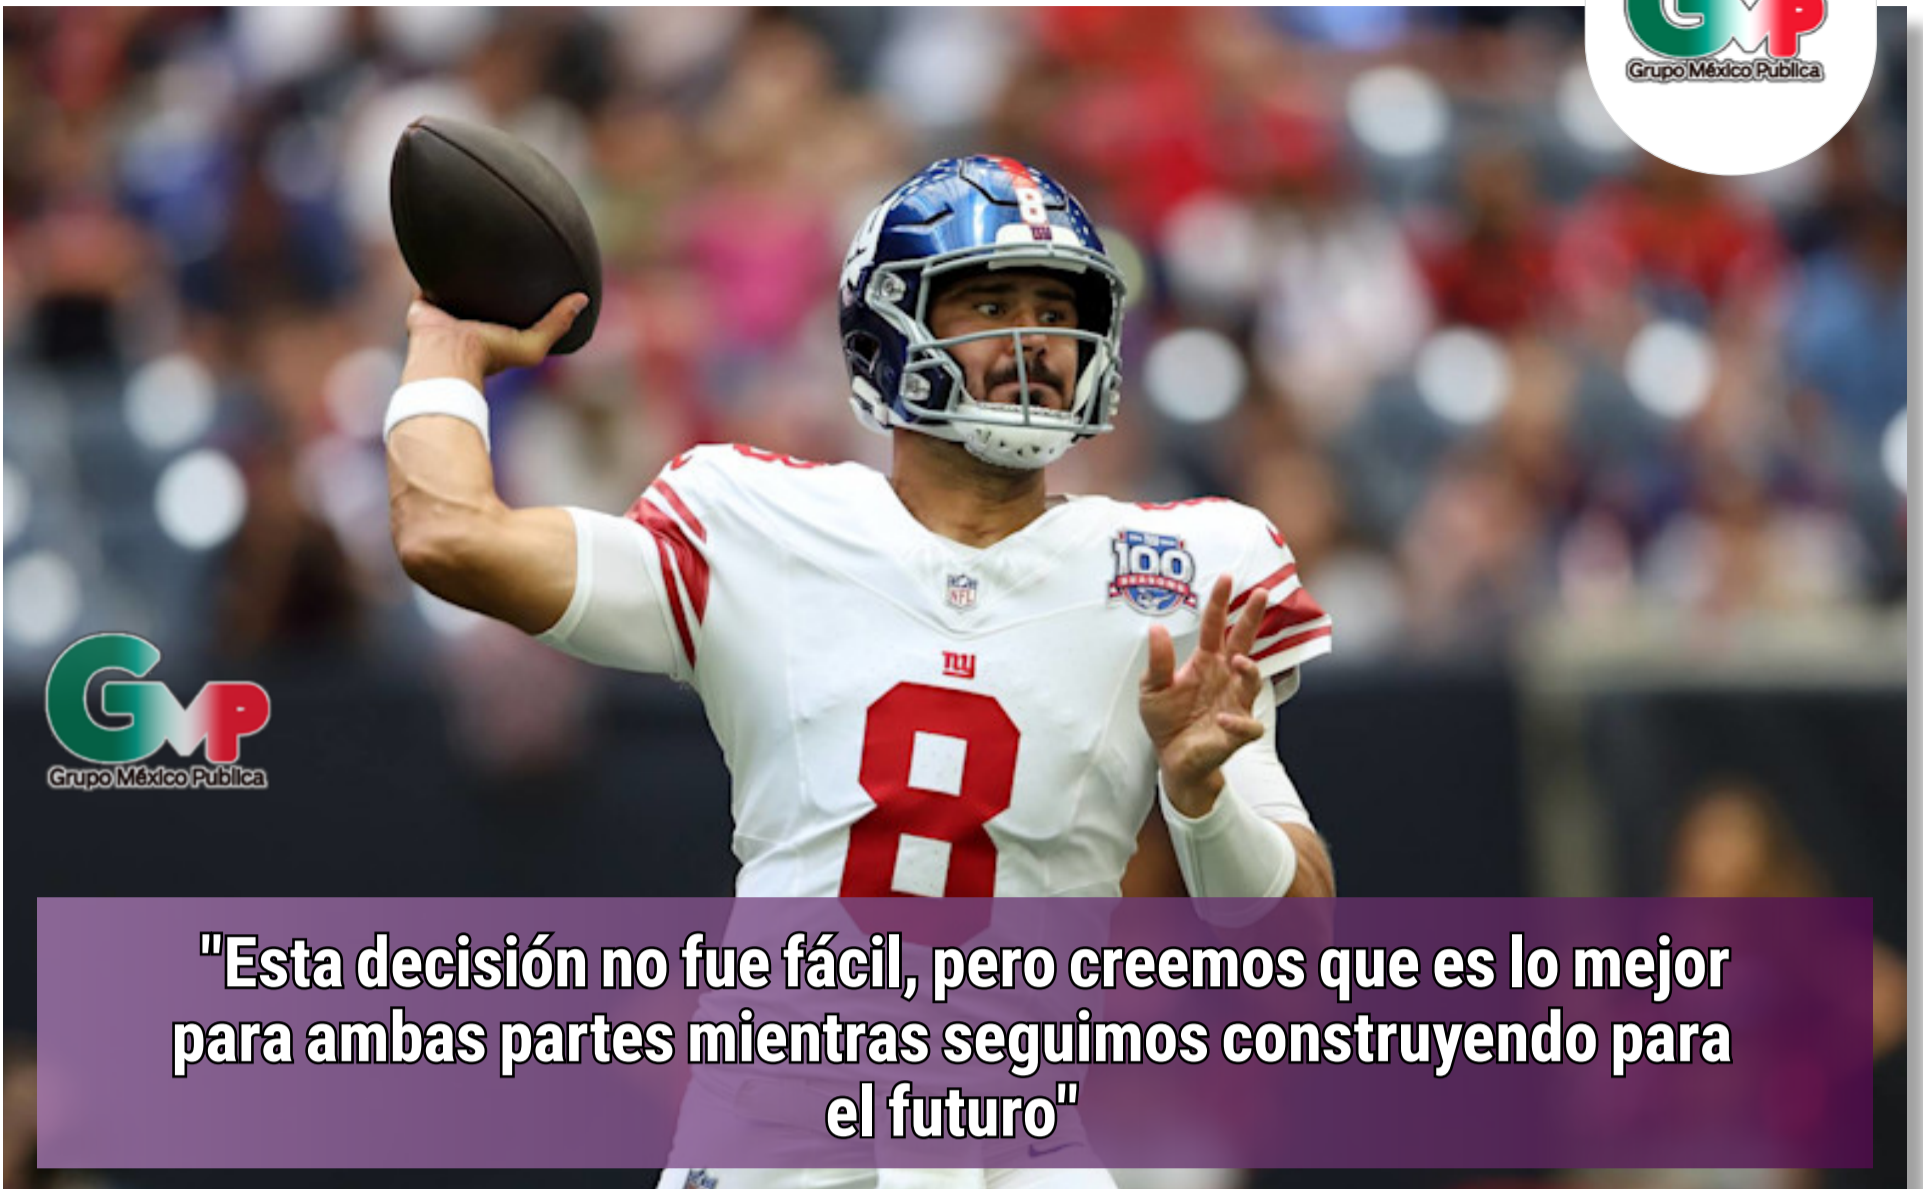 GMP
Grupo México Publica
8
100
SEASONS
NFL
ny
8
GMP
Grupo México Publica
"Esta decisión no fue fácil, pero creemos que es lo mejor
para ambas partes mientras seguimos construyendo para
el futuro"